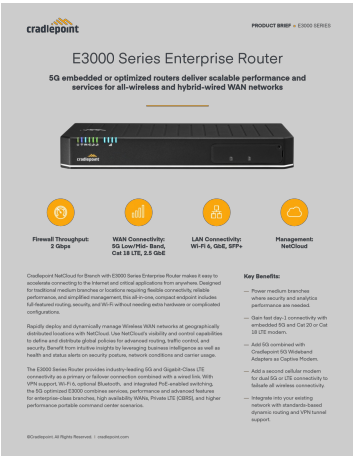 cradlepoint
PRODUCT BRIEF — E3000 SERIES
E3000 Series Enterprise Router
5G embedded or optimized routers deliver scalable performance and
services for all-wireless and hybrid-wired WAN networks
cradlepoint
Firewall Throughput:
2 Gbps
WAN Connectivity:
5G Low/Mid- Band,
Cat 18 LTE, 2.5 GbE
LAN Connectivity:
Wi-Fi 6, GbE, SFP+
Management:
NetCloud
Cradlepoint NetCloud for Branch with E3000 Series Enterprise Router makes it easy to
accelerate connecting to the Internet and critical applications from anywhere. Designed
for traditional medium branches or locations requiring flexible connectivity, reliable
performance, and simplified management, this all-in-one, compact endpoint includes
full-featured routing, security, and Wi-Fi without needing extra hardware or complicated
configurations.
Rapidly deploy and dynamically manage Wireless WAN networks at geographically
distributed locations with NetCloud. Use NetCloud's visibility and control capabilities
to define and distribute global policies for advanced routing, traffic control, and
security. Benefit from intuitive insights by leveraging business intelligence as well as
health and status alerts on security posture, network conditions and carrier usage.
The E3000 Series Router provides industry-leading 5G and Gigabit-Class LTE
connectivity as a primary or failover connection combined with a wired link. With
VPN support, Wi-Fi 6, optional Bluetooth, and integrated PoE-enabled switching,
the 5G optimized E3000 combines services, performance and advanced features
for enterprise-class branches, high availability WANs, Private LTE (CBRS), and higher
performance portable command center scenarios.
Key Benefits:
— Power medium branches
where security and analytics
performance are needed.
— Gain fast day-1 connectivity with
embedded 5G and Cat 20 or Cat
18 LTE modem.
— Add 5G combined with
Cradlepoint 5G Wideband
Adapters as Captive Modem.
— Add a second cellular modem
for dual 5G or LTE connectivity to
failsafe all wireless connectivity.
— Integrate into your existing
network with standards-based
dynamic routing and VPN tunnel
support.
©Cradlepoint. All Rights Reserved. | cradlepoint.com